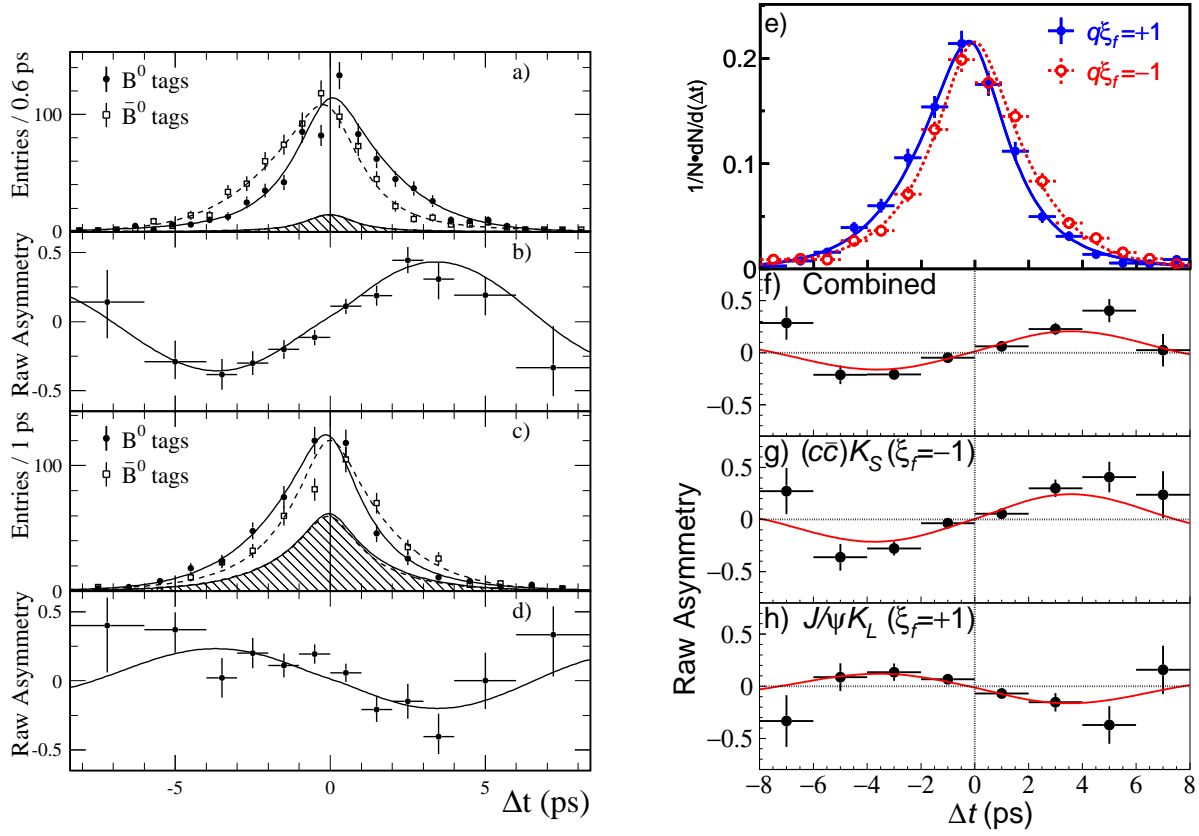 Entries / 0.6 ps
a)
B⁰ tags
B̄⁰ tags
100
0
Raw Asymmetry
b)
0.5
0
-0.5
Entries / 1 ps
c)
B⁰ tags
B̄⁰ tags
100
0
Raw Asymmetry
d)
0.5
0
-0.5
-5 0 5
Δt (ps)
1/N•dN/d(Δt)
e)
qξf=+1
qξf=−1
0.2
0.1
0
Raw Asymmetry
f) Combined
0.5
0
−0.5
g) (cc̄)KS (ξf=−1)
0.5
0
−0.5
h) J/ψKL (ξf=+1)
0.5
0
−0.5
−8 −6 −4 −2 0 2 4 6 8
Δt (ps)